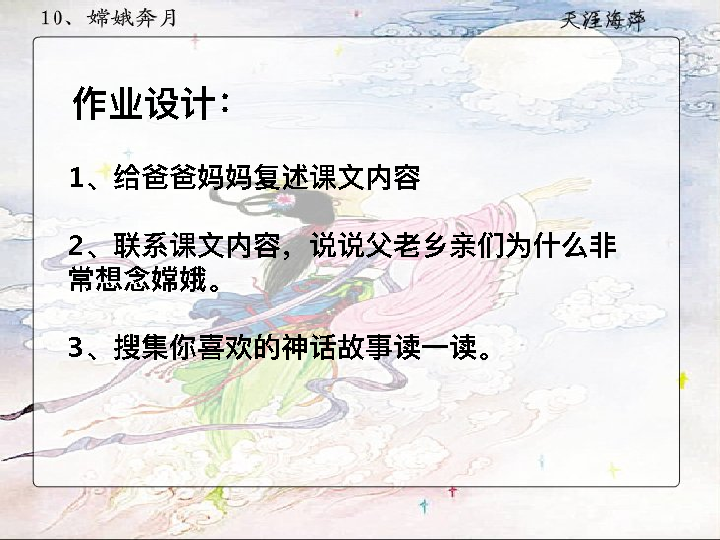 10、嫦娥奔月
天涯海萍
作业设计：
1、给爸爸妈妈复述课文内容
2、联系课文内容，说说父老乡亲们为什么非
常想念嫦娥。
3、搜集你喜欢的神话故事读一读。